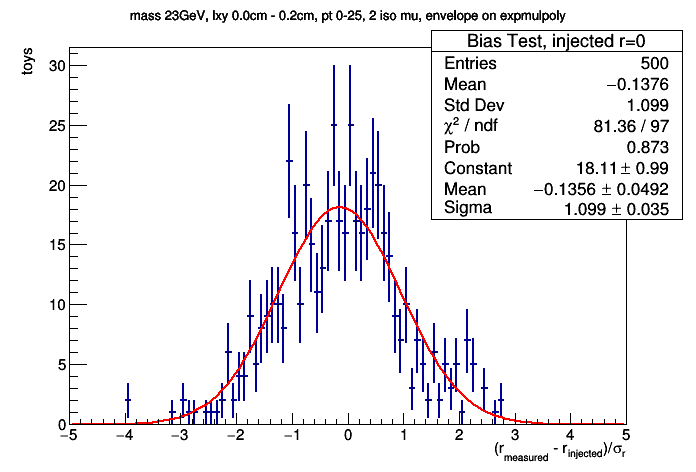 mass 23GeV, lxy 0.0cm - 0.2cm, pt 0-25, 2 iso mu, envelope on expmulpoly
Bias Test, injected r=0
Entries 500
Mean −0.1376
Std Dev 1.099
χ² / ndf 81.36 / 97
Prob 0.873
Constant 18.11 ± 0.99
Mean −0.1356 ± 0.0492
Sigma 1.099 ± 0.035
toys
30
25
20
15
10
5
0
−5 −4 −3 −2 −1 0 1 2 3 4 5
(r_measured - r_injected)/σ_r